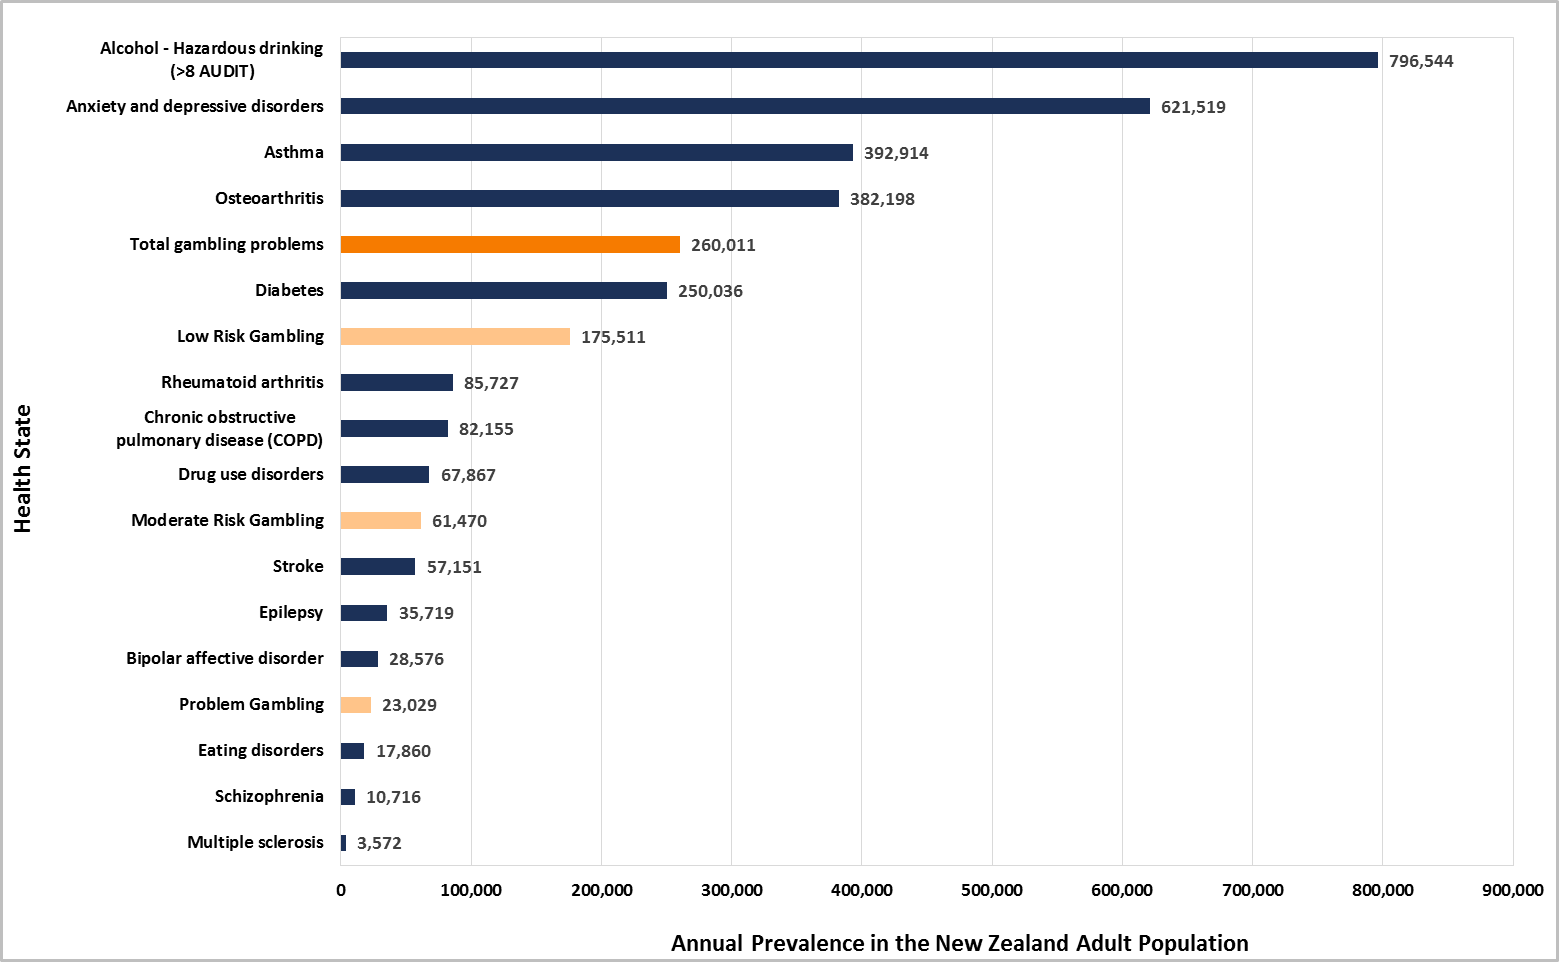 Alcohol - Hazardous drinking
(>8 AUDIT)
796,544
Anxiety and depressive disorders
621,519
Asthma
392,914
Osteoarthritis
382,198
Total gambling problems
260,011
Diabetes
250,036
Low Risk Gambling
175,511
Rheumatoid arthritis
85,727
Chronic obstructive
pulmonary disease (COPD)
82,155
Drug use disorders
67,867
Moderate Risk Gambling
61,470
Stroke
57,151
Epilepsy
35,719
Bipolar affective disorder
28,576
Problem Gambling
23,029
Eating disorders
17,860
Schizophrenia
10,716
Multiple sclerosis
3,572
Health State
0 100,000 200,000 300,000 400,000 500,000 600,000 700,000 800,000 900,000
Annual Prevalence in the New Zealand Adult Population